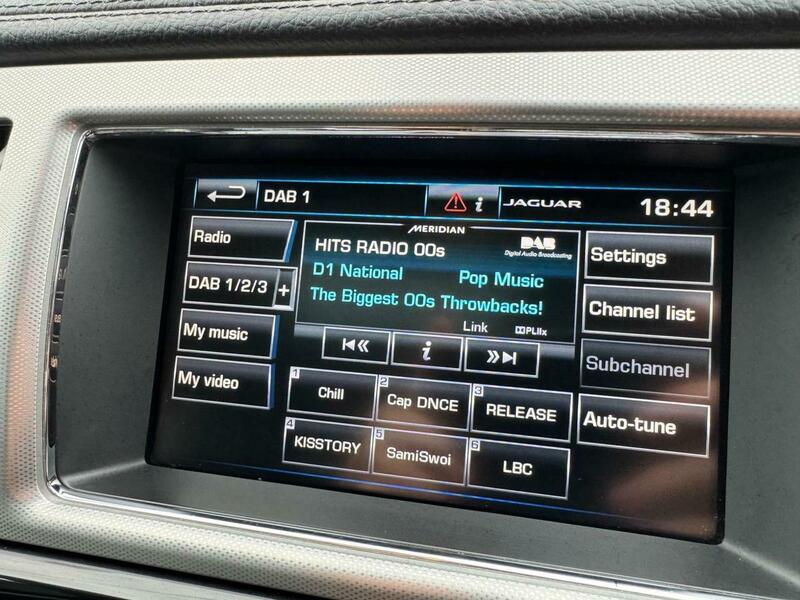 DAB 1
i
JAGUAR
18:44
Radio
DAB 1/2/3
+
My music
My video
MERIDIAN
HITS RADIO 00s
DAB
Digital Audio Broadcasting
D1 National
Pop Music
The Biggest 00s Throwbacks!
Link
PLIIx
i
1
Chill
2
Cap DNCE
3
RELEASE
4
KISSTORY
5
SamiSwoi
6
LBC
Settings
Channel list
Subchannel
Auto-tune